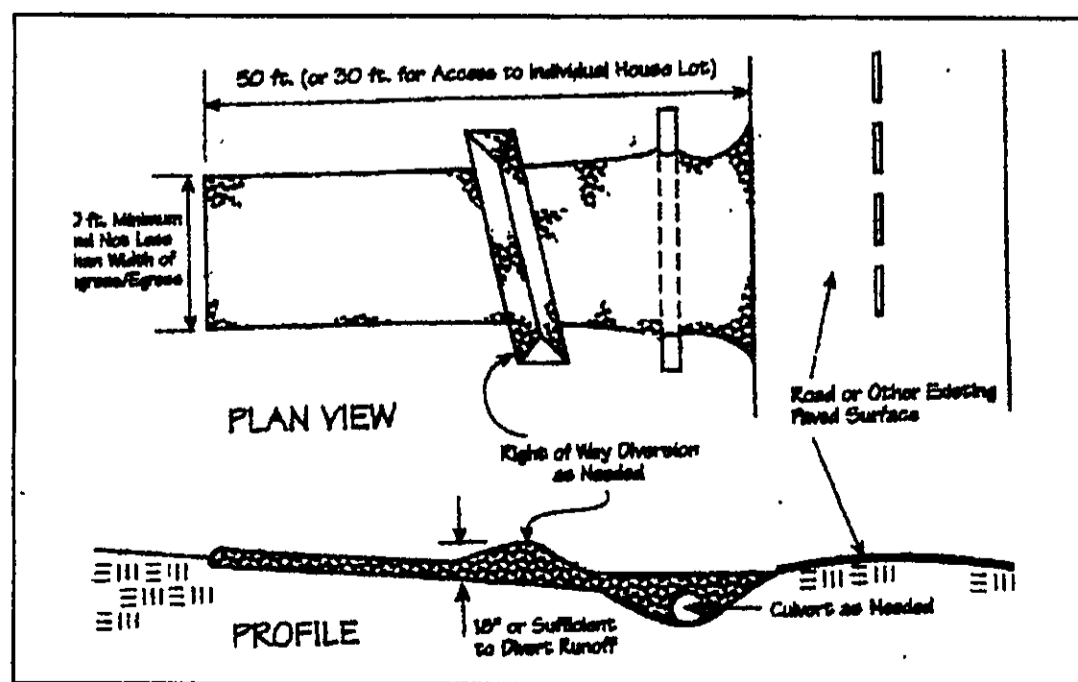 50 ft. (or 30 ft. for Access to Individual House Lot)
ft. Minimum
Not Less
Width of
PLAN VIEW
Right of Way Diversion
as Needed
Road or Other Existing
Paved Surface
PROFILE
18" or Sufficient
to Divert Runoff
Culvert as Needed